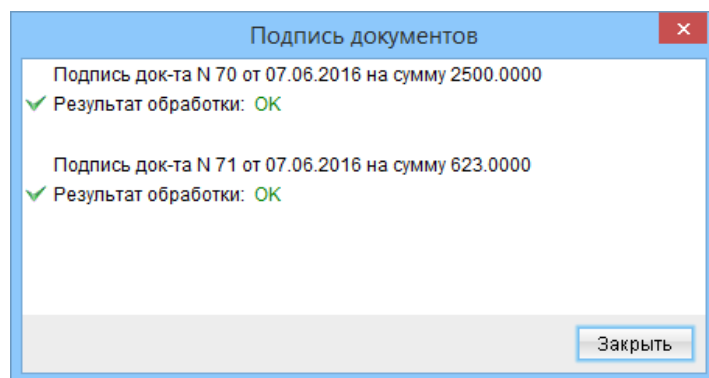 Подпись документов
Подпись док-та N 70 от 07.06.2016 на сумму 2500.0000
Результат обработки: OK
Подпись док-та N 71 от 07.06.2016 на сумму 623.0000
Результат обработки: OK
Закрыть